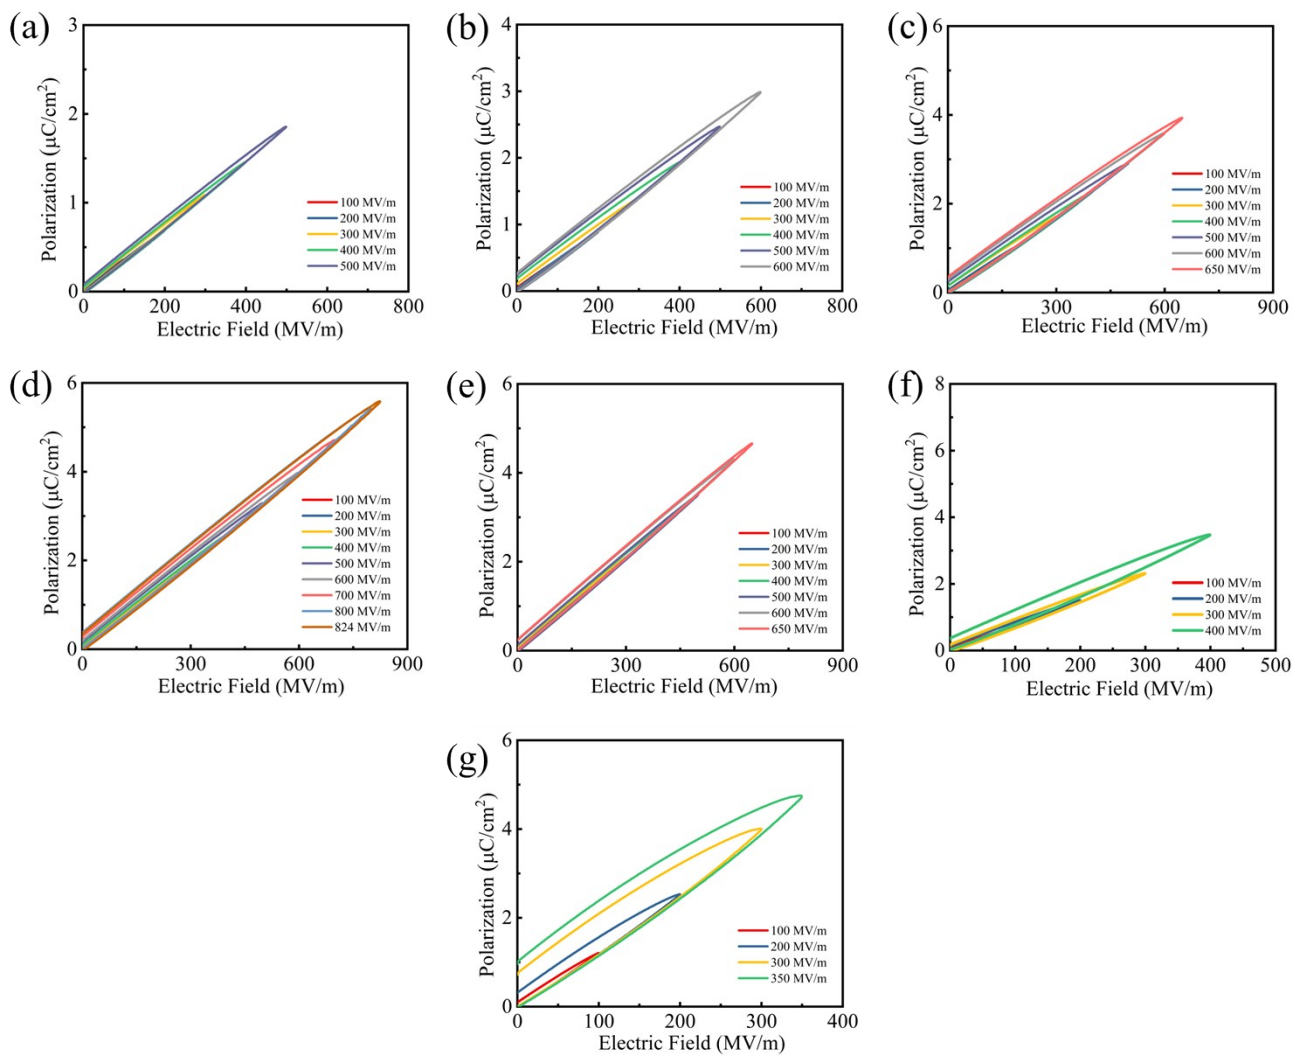 (a)
3
2
1
0
Polarization (μC/cm²)
100 MV/m
200 MV/m
300 MV/m
400 MV/m
500 MV/m
0 200 400 600 800
Electric Field (MV/m)
(b)
4
3
2
1
0
Polarization (μC/cm²)
100 MV/m
200 MV/m
300 MV/m
400 MV/m
500 MV/m
600 MV/m
0 200 400 600 800
Electric Field (MV/m)
(c)
6
4
2
0
Polarization (μC/cm²)
100 MV/m
200 MV/m
300 MV/m
400 MV/m
500 MV/m
600 MV/m
650 MV/m
0 300 600 900
Electric Field (MV/m)
(d)
6
4
2
0
Polarization (μC/cm²)
100 MV/m
200 MV/m
300 MV/m
400 MV/m
500 MV/m
600 MV/m
700 MV/m
800 MV/m
824 MV/m
0 300 600 900
Electric Field (MV/m)
(e)
6
4
2
0
Polarization (μC/cm²)
100 MV/m
200 MV/m
300 MV/m
400 MV/m
500 MV/m
600 MV/m
650 MV/m
0 300 600 900
Electric Field (MV/m)
(f)
8
6
4
2
0
Polarization (μC/cm²)
100 MV/m
200 MV/m
300 MV/m
400 MV/m
0 100 200 300 400 500
Electric Field (MV/m)
(g)
6
4
2
0
Polarization (μC/cm²)
100 MV/m
200 MV/m
300 MV/m
350 MV/m
0 100 200 300 400
Electric Field (MV/m)